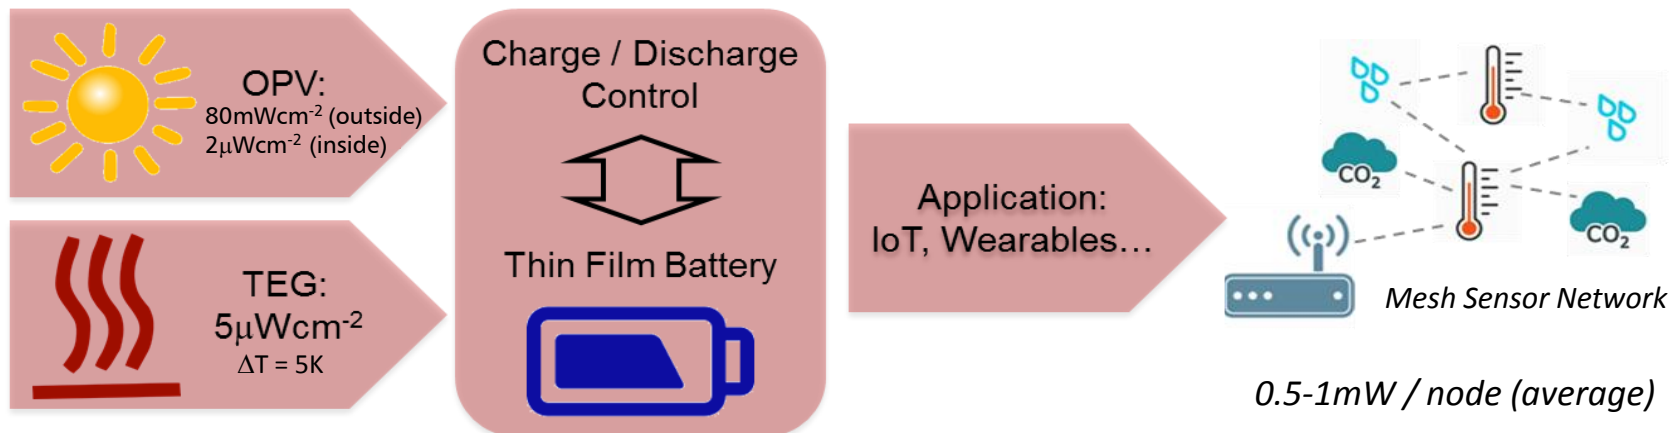 OPV:
80mWcm⁻² (outside)
2μWcm⁻² (inside)
TEG:
5μWcm⁻²
ΔT = 5K
Charge / Discharge
Control
Thin Film Battery
Application:
IoT, Wearables…
CO₂
CO₂
Mesh Sensor Network
0.5-1mW / node (average)